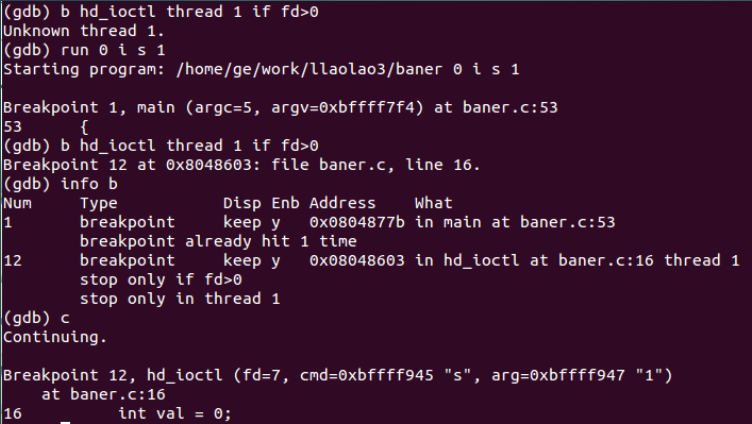 (gdb) b hd_ioctl thread 1 if fd>0
Unknown thread 1.
(gdb) run 0 i s 1
Starting program: /home/ge/work/llaolao3/baner 0 i s 1

Breakpoint 1, main (argc=5, argv=0xbffff7f4) at baner.c:53
53      {
(gdb) b hd_ioctl thread 1 if fd>0
Breakpoint 12 at 0x8048603: file baner.c, line 16.
(gdb) info b
Num     Type           Disp Enb Address    What
1       breakpoint     keep y   0x0804877b in main at baner.c:53
        breakpoint already hit 1 time
12      breakpoint     keep y   0x08048603 in hd_ioctl at baner.c:16 thread 1
        stop only if fd>0
        stop only in thread 1
(gdb) c
Continuing.

Breakpoint 12, hd_ioctl (fd=7, cmd=0xbffff945 "s", arg=0xbffff947 "1")
    at baner.c:16
16          int val = 0;